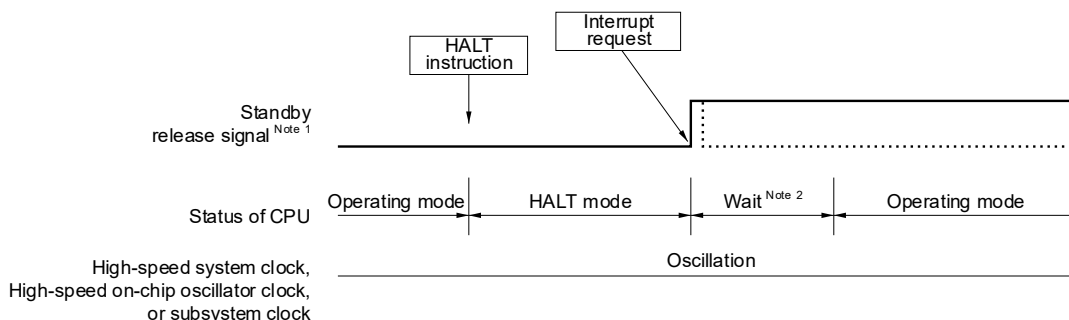 Interrupt
request
HALT
instruction
Standby
release signal Note 1
Operating mode
HALT mode
Wait Note 2
Operating mode
Status of CPU
Oscillation
High-speed system clock,
High-speed on-chip oscillator clock,
or subsystem clock